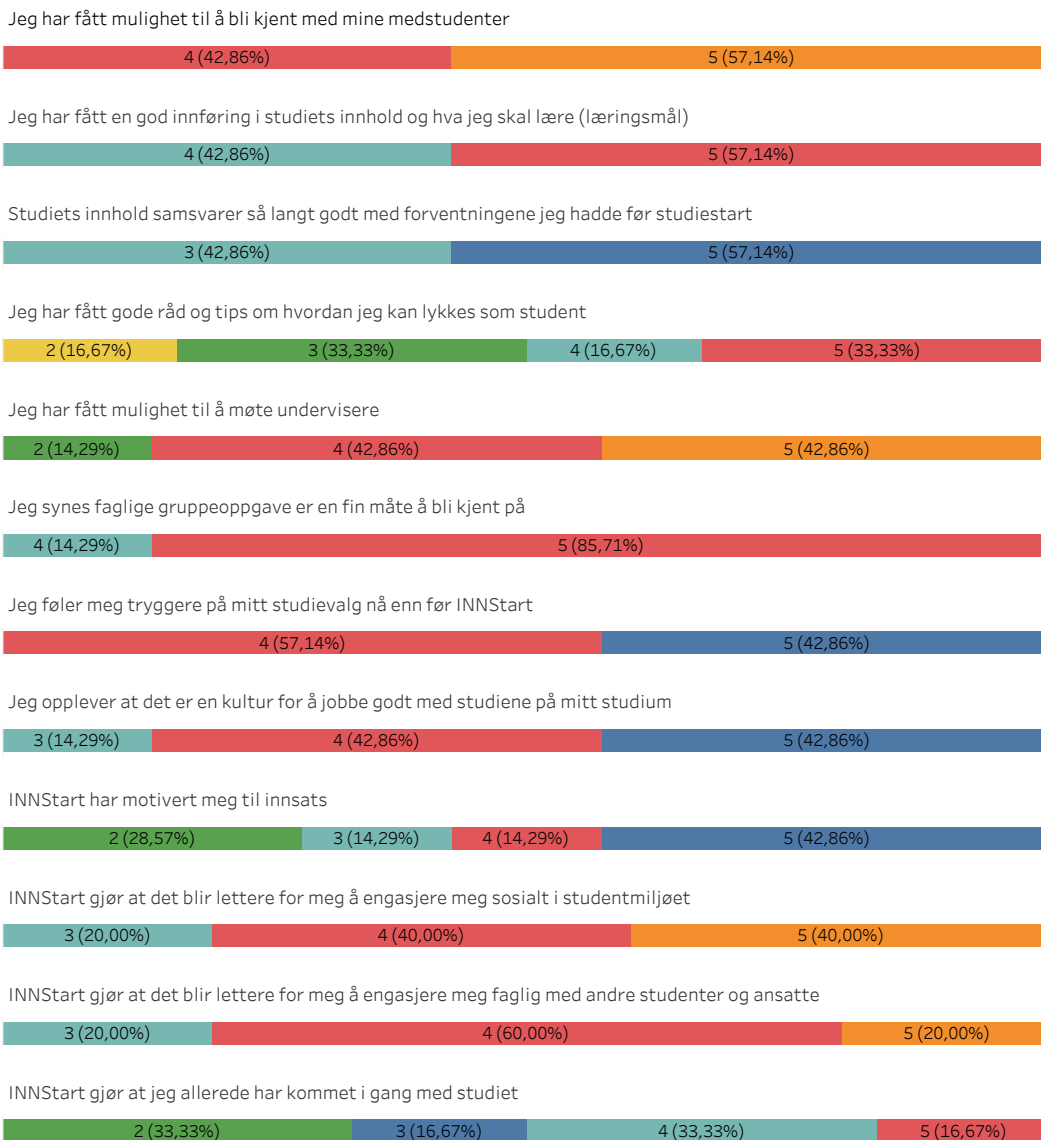 Jeg har fått mulighet til å bli kjent med mine medstudenter
4 (42,86%) 5 (57,14%)
Jeg har fått en god innføring i studiets innhold og hva jeg skal lære (læringsmål)
4 (42,86%) 5 (57,14%)
Studiets innhold samsvarer så langt godt med forventningene jeg hadde før studiestart
3 (42,86%) 5 (57,14%)
Jeg har fått gode råd og tips om hvordan jeg kan lykkes som student
2 (16,67%) 3 (33,33%) 4 (16,67%) 5 (33,33%)
Jeg har fått mulighet til å møte undervisere
2 (14,29%) 4 (42,86%) 5 (42,86%)
Jeg synes faglige gruppeoppgave er en fin måte å bli kjent på
4 (14,29%) 5 (85,71%)
Jeg føler meg tryggere på mitt studievalg nå enn før INNStart
4 (57,14%) 5 (42,86%)
Jeg opplever at det er en kultur for å jobbe godt med studiene på mitt studium
3 (14,29%) 4 (42,86%) 5 (42,86%)
INNStart har motivert meg til innsats
2 (28,57%) 3 (14,29%) 4 (14,29%) 5 (42,86%)
INNStart gjør at det blir lettere for meg å engasjere meg sosialt i studentmiljøet
3 (20,00%) 4 (40,00%) 5 (40,00%)
INNStart gjør at det blir lettere for meg å engasjere meg faglig med andre studenter og ansatte
3 (20,00%) 4 (60,00%) 5 (20,00%)
INNStart gjør at jeg allerede har kommet i gang med studiet
2 (33,33%) 3 (16,67%) 4 (33,33%) 5 (16,67%)